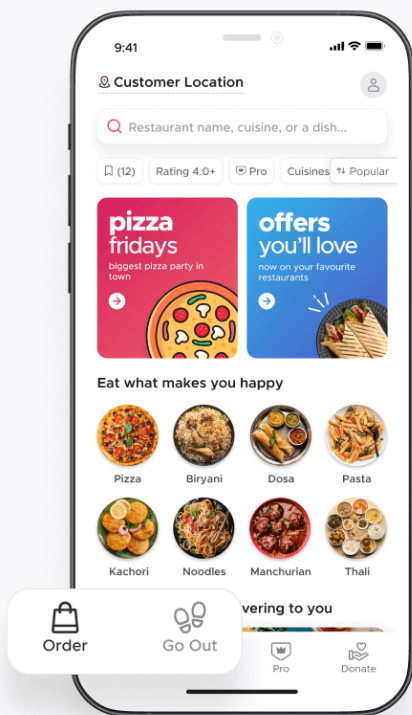 9:41
Customer Location
Restaurant name, cuisine, or a dish...
(12) Rating 4.0+ Pro Cuisines Popular
pizza
fridays
biggest pizza party in
town
offers
you'll love
now on your favourite
restaurants
Eat what makes you happy
Pizza Biryani Dosa Pasta
Kachori Noodles Manchurian Thali
vering to you
Order Go Out Pro Donate